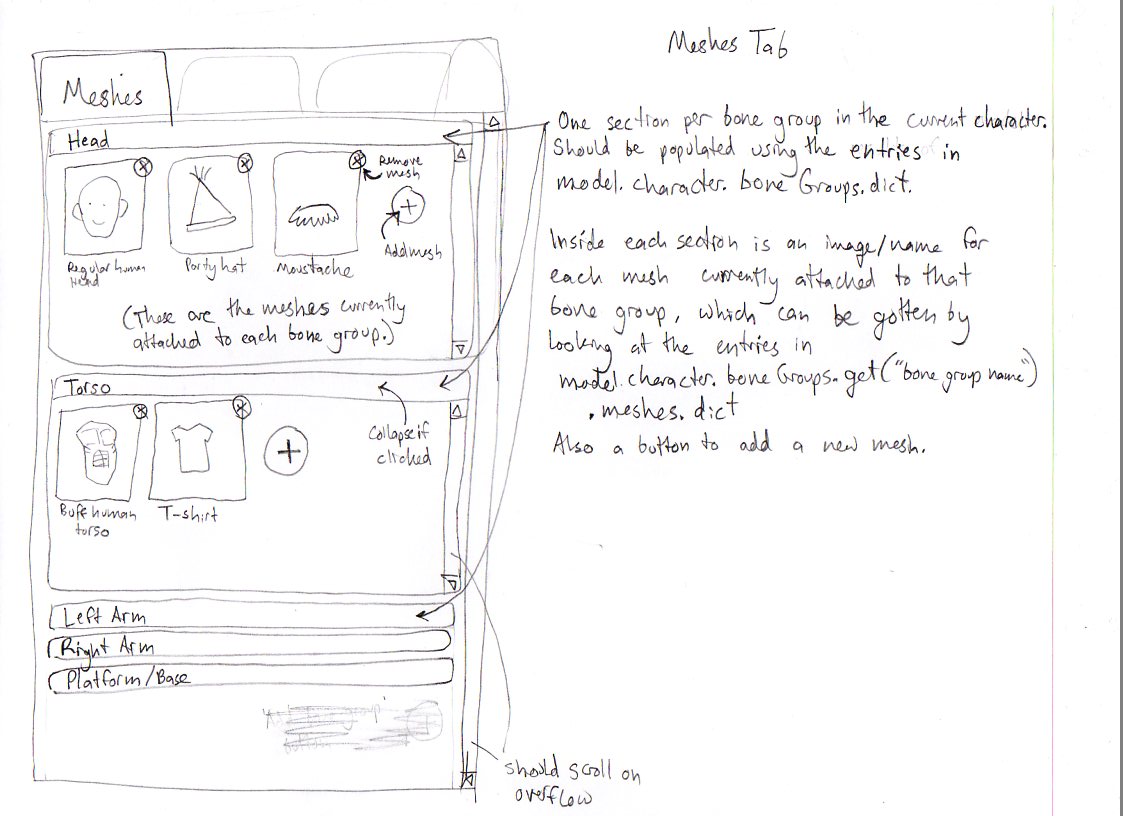 Meshes Tab
Meshes
Head
Remove
mesh
Add mesh
Regular human
Head
Party hat
Moustache
(These are the meshes currently
attached to each bone group.)
Torso
Collapse if
clicked
Buff human
torso
T-shirt
Left Arm
Right Arm
Platform/Base
should scroll on
overflow
One section per bone group in the current character.
Should be populated using the entries in
model.character.boneGroups.dict.
Inside each section is an image/name for
each mesh currently attached to that
bone group, which can be gotten by
looking at the entries in
model.character.boneGroups.get("bone group name")
.meshes.dict
Also a button to add a new mesh.